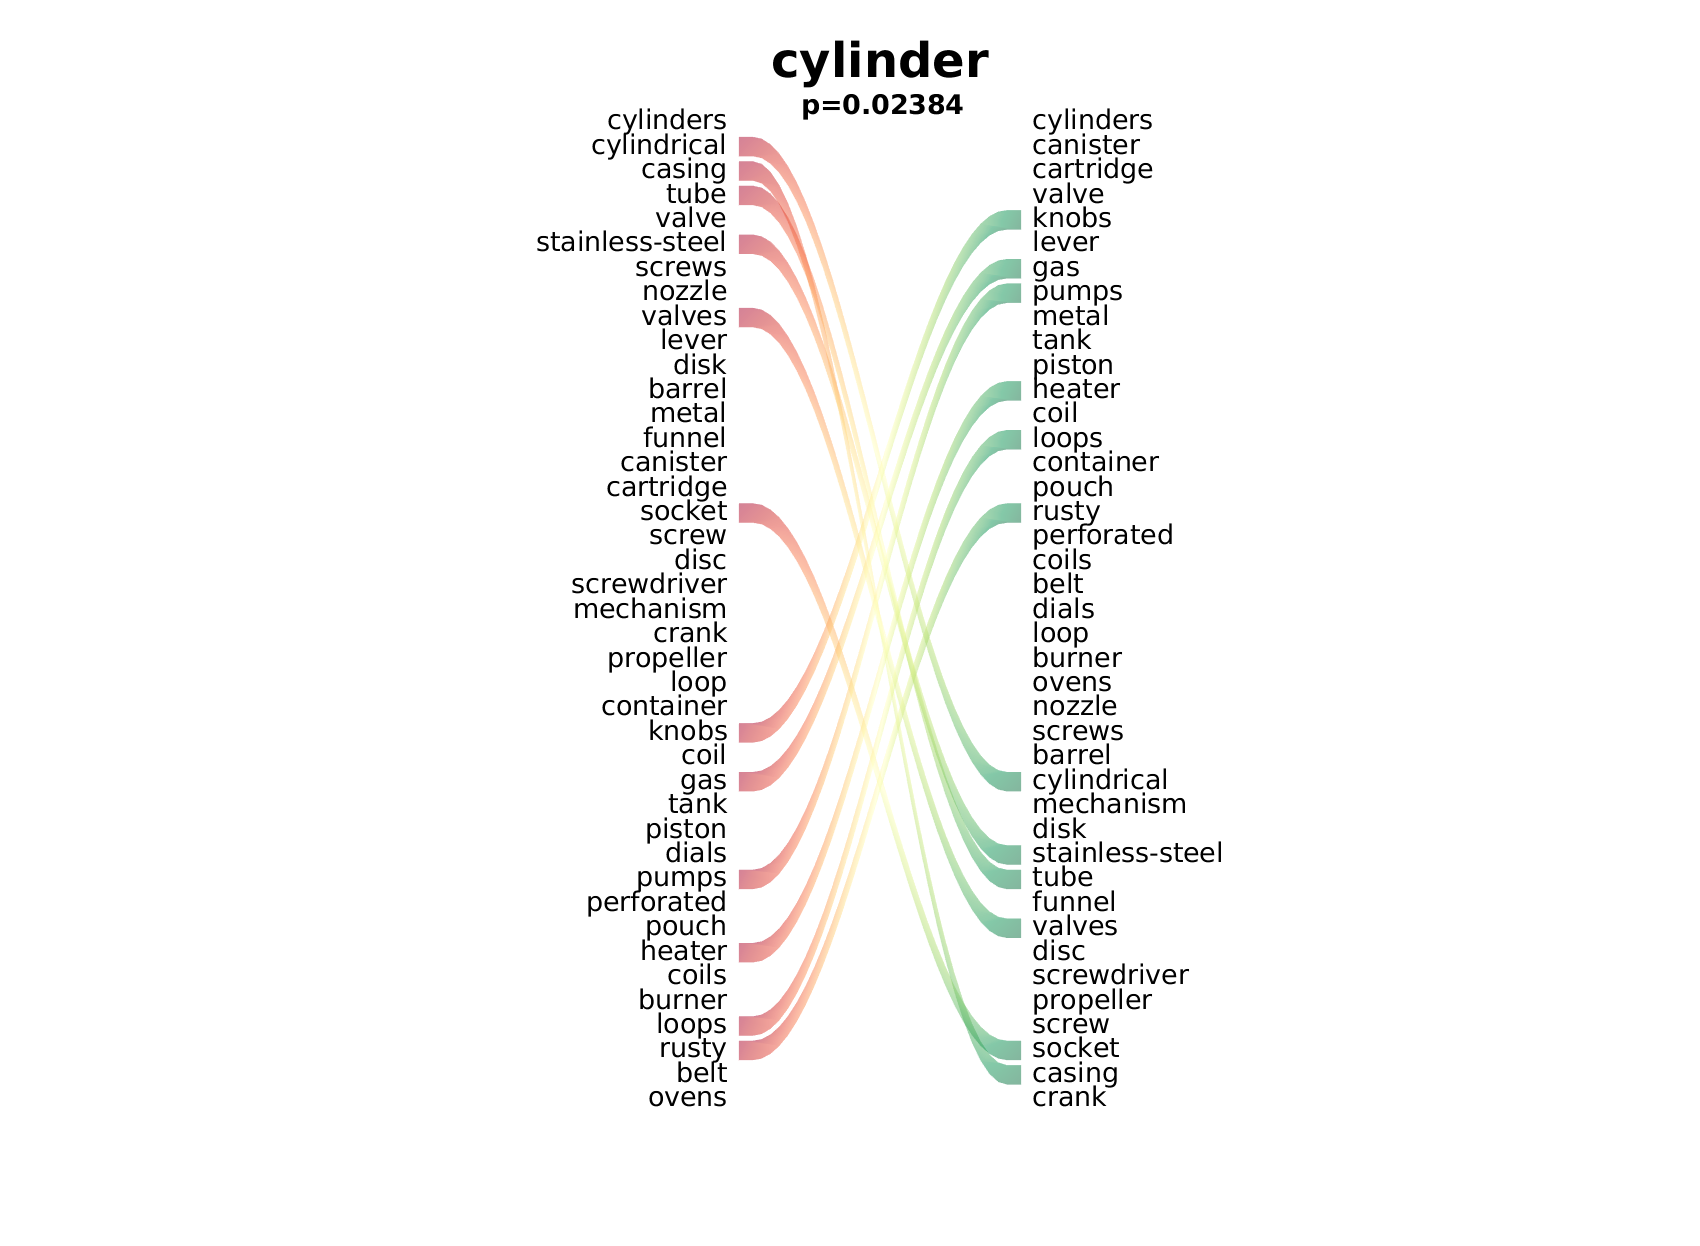 cylinder
p=0.02384
cylinders
cylindrical
casing
tube
valve
stainless-steel
screws
nozzle
valves
lever
disk
barrel
metal
funnel
canister
cartridge
socket
screw
disc
screwdriver
mechanism
crank
propeller
loop
container
knobs
coil
gas
tank
piston
dials
pumps
perforated
pouch
heater
coils
burner
loops
rusty
belt
ovens
cylinders
canister
cartridge
valve
knobs
lever
gas
pumps
metal
tank
piston
heater
coil
loops
container
pouch
rusty
perforated
coils
belt
dials
loop
burner
ovens
nozzle
screws
barrel
cylindrical
mechanism
disk
stainless-steel
tube
funnel
valves
disc
screwdriver
propeller
screw
socket
casing
crank